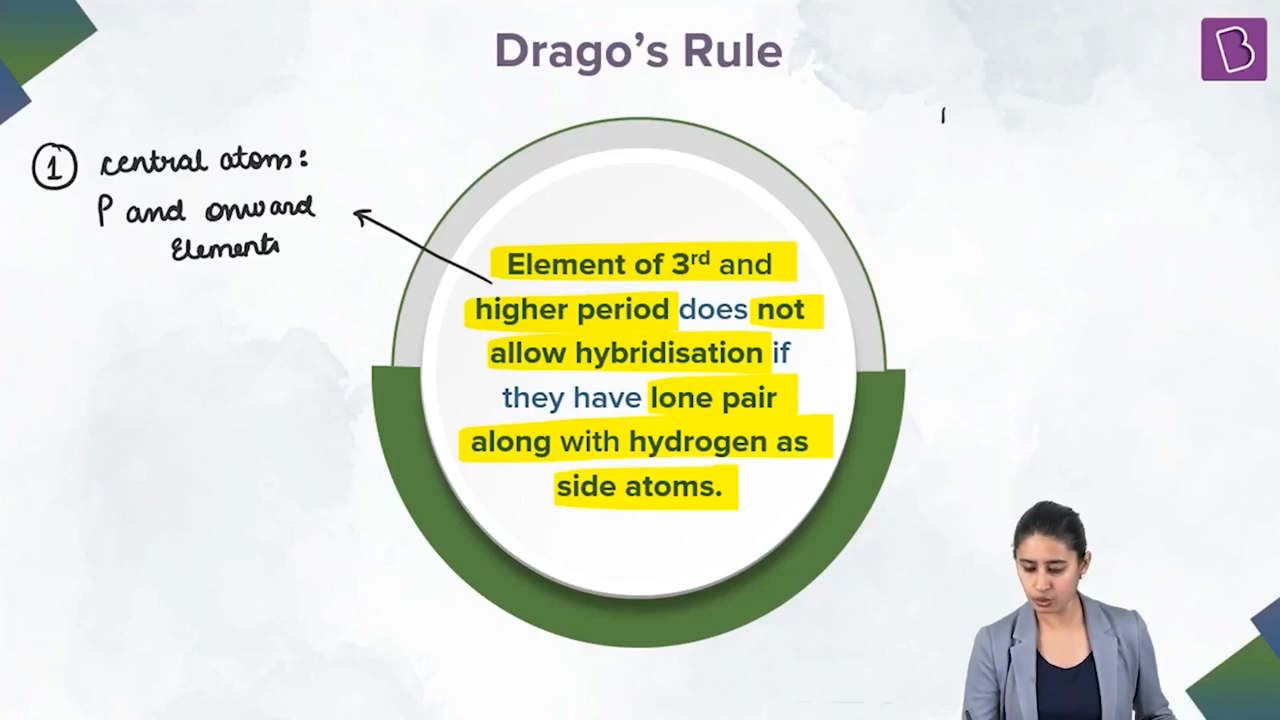 Drago's Rule
① central atom:
P and onward
Elements
Element of 3rd and
higher period does not
allow hybridisation if
they have lone pair
along with hydrogen as
side atoms.